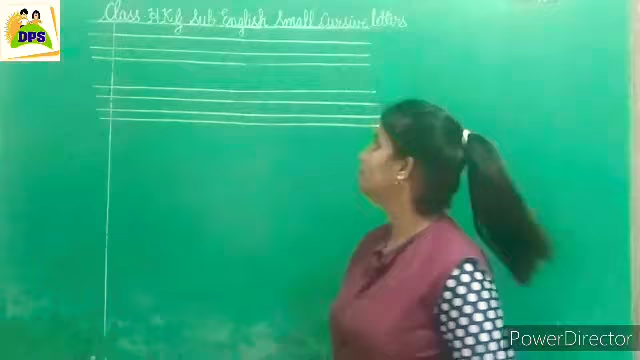 DPS
Class H.K.g Sub English Small Cursive letters
PowerDirector